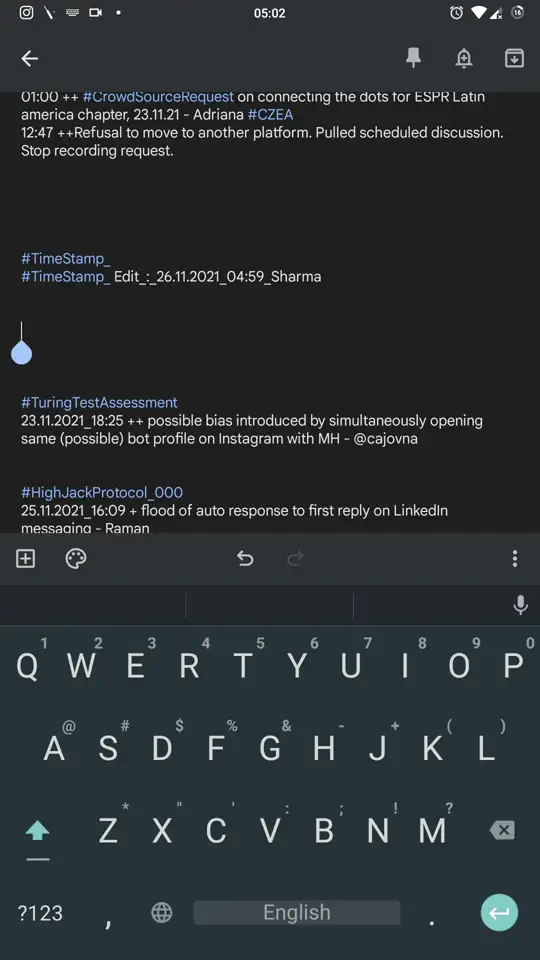 05:02
16
01:00 ++ #CrowdSourceRequest on connecting the dots for ESPR Latin
america chapter, 23.11.21 - Adriana #CZEA
12:47 ++Refusal to move to another platform. Pulled scheduled discussion.
Stop recording request.
#TimeStamp_
#TimeStamp_ Edit_:_26.11.2021_04:59_Sharma
#TuringTestAssessment
23.11.2021_18:25 ++ possible bias introduced by simultaneously opening
same (possible) bot profile on Instagram with MH - @cajovna
#HighJackProtocol_000
25.11.2021_16:09 + flood of auto response to first reply on LinkedIn
messaging - Raman
1 2 3 4 5 6 7 8 9 0
Q W E R T Y U I O P
@ # $ % & - + ( )
A S D F G H J K L
* " ' : ; ! ?
Z X C V B N M
?123 , English .